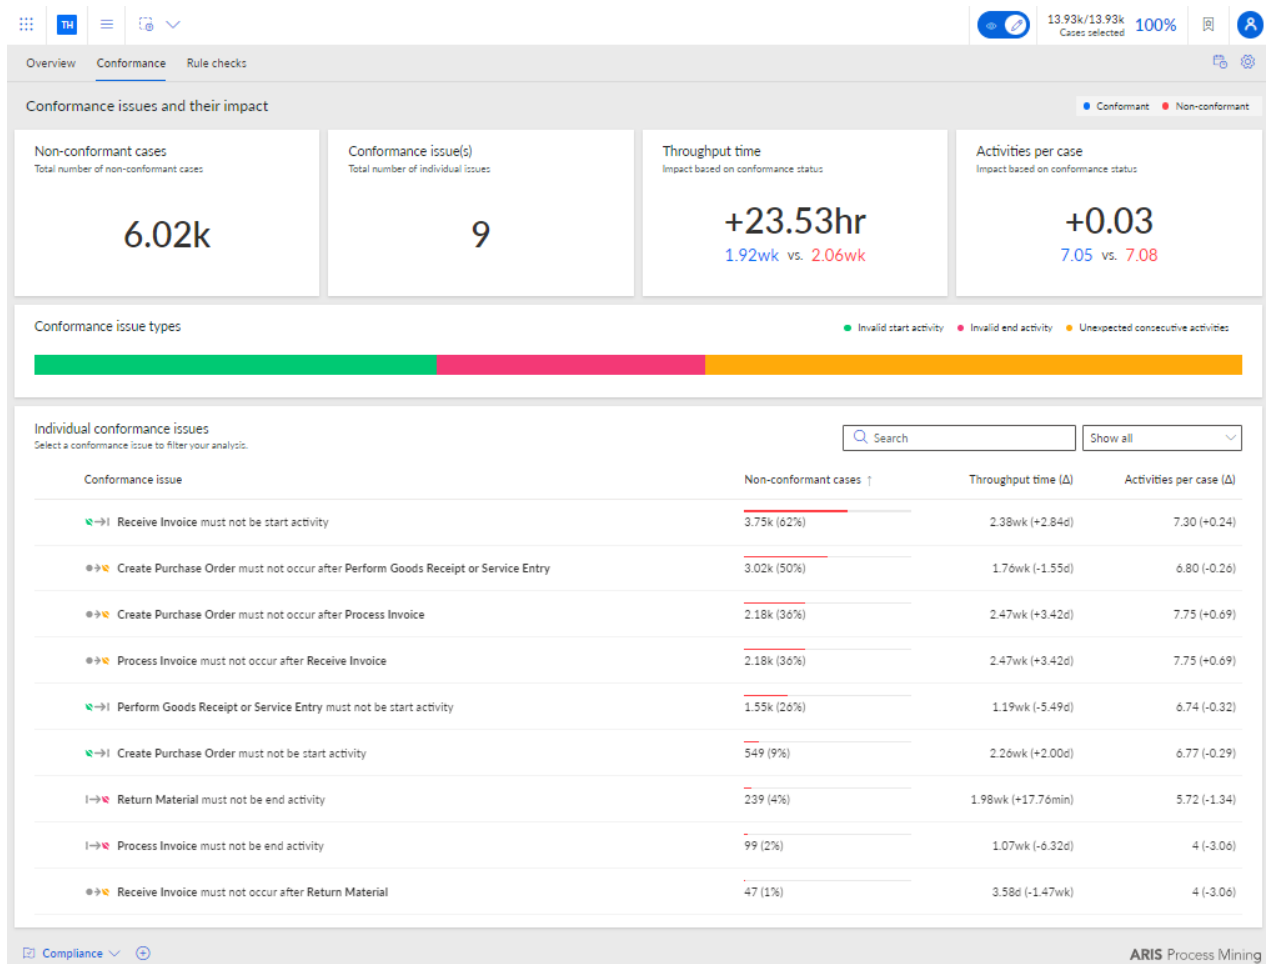 TH
13.93k/13.93k
Cases selected
100%
Overview Conformance Rule checks
Conformance issues and their impact
Conformant Non-conformant
Non-conformant cases
Total number of non-conformant cases
6.02k
Conformance issue(s)
Total number of individual issues
9
Throughput time
Impact based on conformance status
+23.53hr
1.92wk vs. 2.06wk
Activities per case
Impact based on conformance status
+0.03
7.05 vs. 7.08
Conformance issue types
Invalid start activity Invalid end activity Unexpected consecutive activities
Individual conformance issues
Select a conformance issue to filter your analysis.
Search
Show all
Conformance issue Non-conformant cases ↑ Throughput time (Δ) Activities per case (Δ)
Receive Invoice must not be start activity 3.75k (62%) 2.38wk (+2.84d) 7.30 (+0.24)
Create Purchase Order must not occur after Perform Goods Receipt or Service Entry 3.02k (50%) 1.76wk (-1.55d) 6.80 (-0.26)
Create Purchase Order must not occur after Process Invoice 2.18k (36%) 2.47wk (+3.42d) 7.75 (+0.69)
Process Invoice must not occur after Receive Invoice 2.18k (36%) 2.47wk (+3.42d) 7.75 (+0.69)
Perform Goods Receipt or Service Entry must not be start activity 1.55k (26%) 1.19wk (-5.49d) 6.74 (-0.32)
Create Purchase Order must not be start activity 549 (9%) 2.26wk (+2.00d) 6.77 (-0.29)
Return Material must not be end activity 239 (4%) 1.98wk (+17.76min) 5.72 (-1.34)
Process Invoice must not be end activity 99 (2%) 1.07wk (-6.32d) 4 (-3.06)
Receive Invoice must not occur after Return Material 47 (1%) 3.58d (-1.47wk) 4 (-3.06)
Compliance
ARIS Process Mining